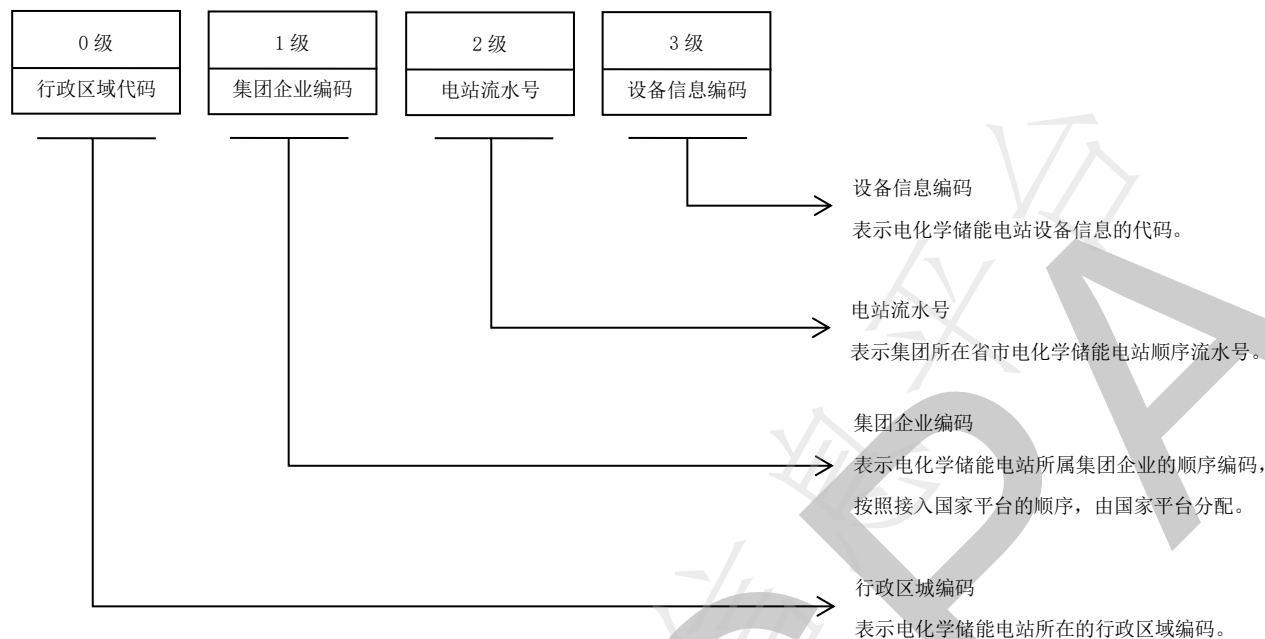 0 级 1 级 2 级 3 级
行政区域代码 集团企业编码 电站流水号 设备信息编码
设备信息编码
表示电化学储能电站设备信息的代码。
电站流水号
表示集团所在省市电化学储能电站顺序流水号。
集团企业编码
表示电化学储能电站所属集团企业的顺序编码，
按照接入国家平台的顺序，由国家平台分配。
行政区城编码
表示电化学储能电站所在的行政区域编码。